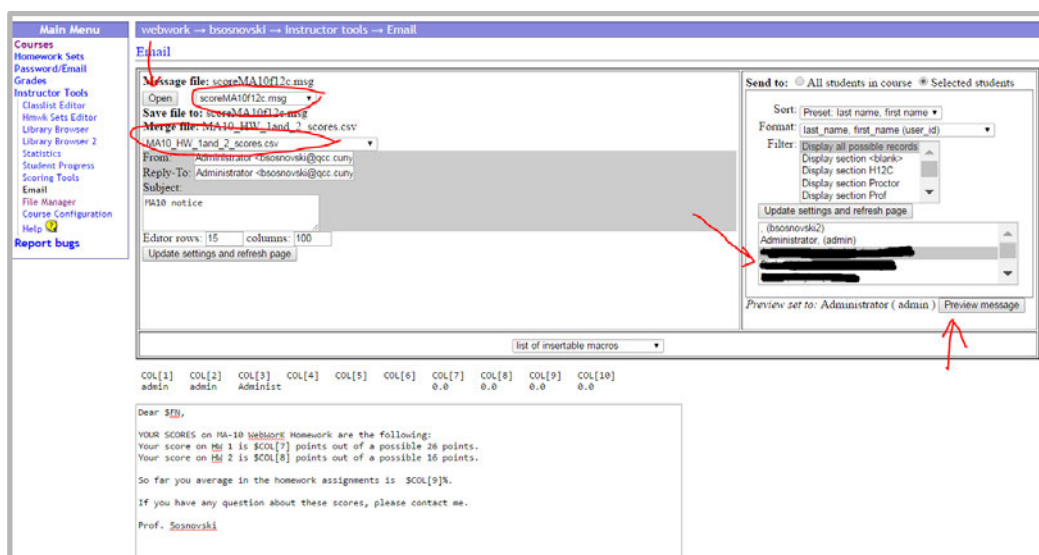 Main Menu
Courses
Homework Sets
Password/Email
Grades
Instructor Tools
Classlist Editor
Hmwk Sets Editor
Library Browser
Library Browser 2
Statistics
Student Progress
Scoring Tools
Email
File Manager
Course Configuration
Help ?
Report bugs
webwork → bsosnovski → Instructor tools → Email
Email
Message file: scoreMA10f12c.msg
Open scoreMA10f12c.msg
Save file to: scoreMA10f12c.msg
Merge file: MA10_HW_1and_2_scores.csv
MA10_HW_1and_2_scores.csv
From: Administrator <bsosnovski@qcc.cuny
Reply-To: Administrator <bsosnovski@qcc.cuny
Subject:
MA10 notice
Editor rows: 15 columns: 100
Update settings and refresh page
Send to: All students in course Selected students
Sort: Preset: last name, first name
Format: last_name, first_name (user_id)
Filter: Display all possible records
Display section <blank>
Display section H12C
Display section Proctor
Display section Prof
Update settings and refresh page
, (bsosnovski2)
Administrator, (admin)
Preview set to: Administrator ( admin ) Preview message
list of insertable macros
COL[1] COL[2] COL[3] COL[4] COL[5] COL[6] COL[7] COL[8] COL[9] COL[10]
admin admin Administ 0.0 0.0 0.0 0.0
Dear $FN,
YOUR SCORES on MA-10 WebWorK Homework are the following:
Your score on HW 1 is $COL[7] points out of a possible 26 points.
Your score on HW 2 is $COL[8] points out of a possible 16 points.
So far you average in the homework assignments is $COL[9]%.
If you have any question about these scores, please contact me.
Prof. Sosnovski